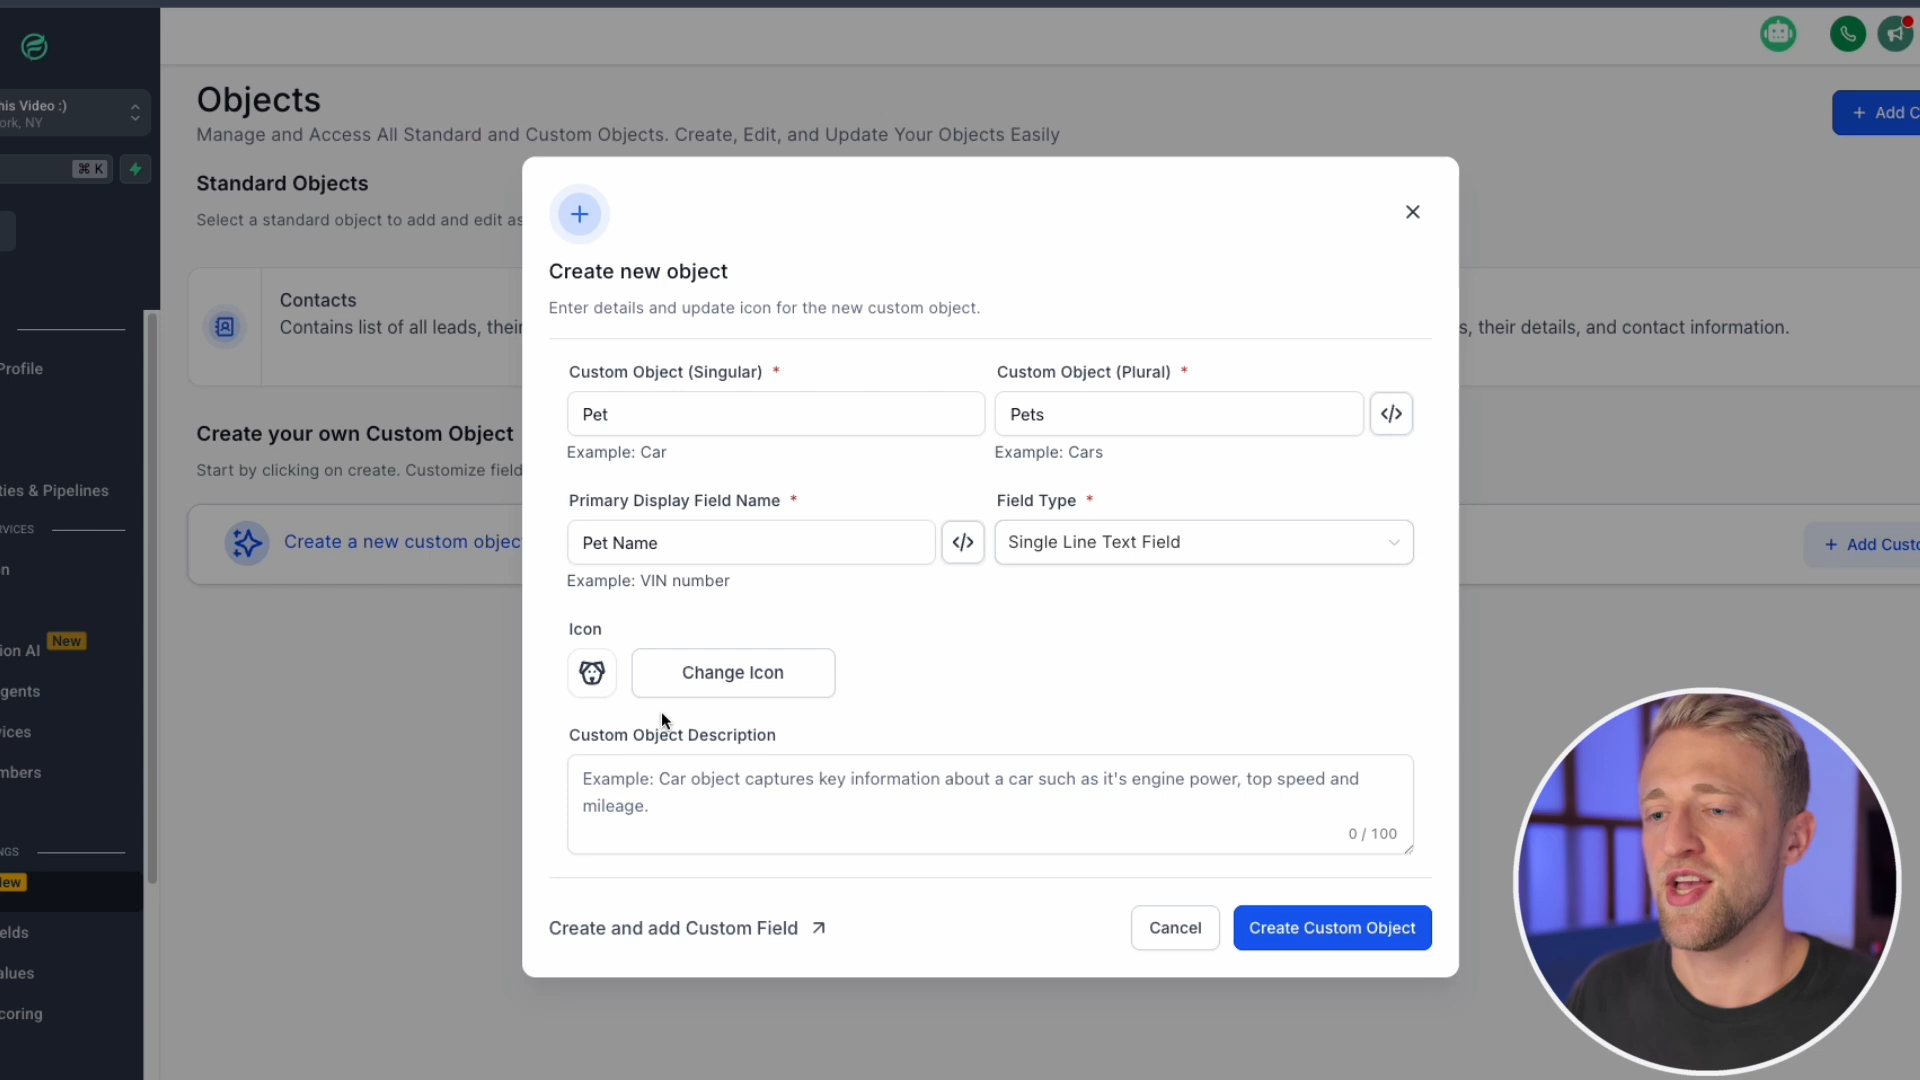 his Video :)
ork, NY
⌘ K
Profile
ties & Pipelines
RVICES
n
ion AI
New
gents
vices
mbers
NGS
New
elds
alues
coring
Objects
Manage and Access All Standard and Custom Objects. Create, Edit, and Update Your Objects Easily
+ Add C
Standard Objects
Select a standard object to add and edit as
Contacts
Contains list of all leads, their
s, their details, and contact information.
Create your own Custom Object
Start by clicking on create. Customize field
Create a new custom objec
+ Add Custo
Create new object
Enter details and update icon for the new custom object.
Custom Object (Singular) *
Custom Object (Plural) *
Pet
Pets
</>
Example: Car
Example: Cars
Primary Display Field Name *
Field Type *
Pet Name
</>
Single Line Text Field
Example: VIN number
Icon
Change Icon
Custom Object Description
Example: Car object captures key information about a car such as it's engine power, top speed and
mileage.
0 / 100
Create and add Custom Field
Cancel
Create Custom Object